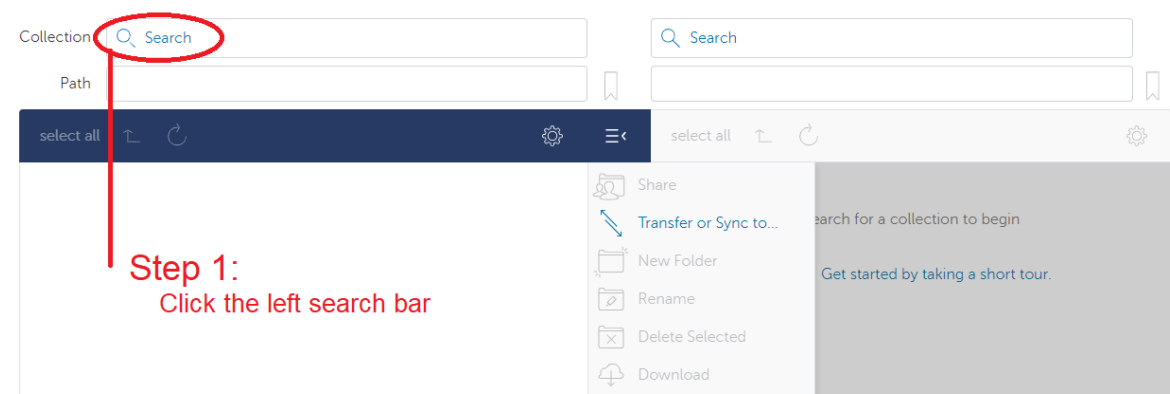 Collection Search Search
Path
select all select all
Share
Transfer or Sync to... earch for a collection to begin
New Folder
Step 1: Get started by taking a short tour.
Click the left search bar Rename
Delete Selected
Download